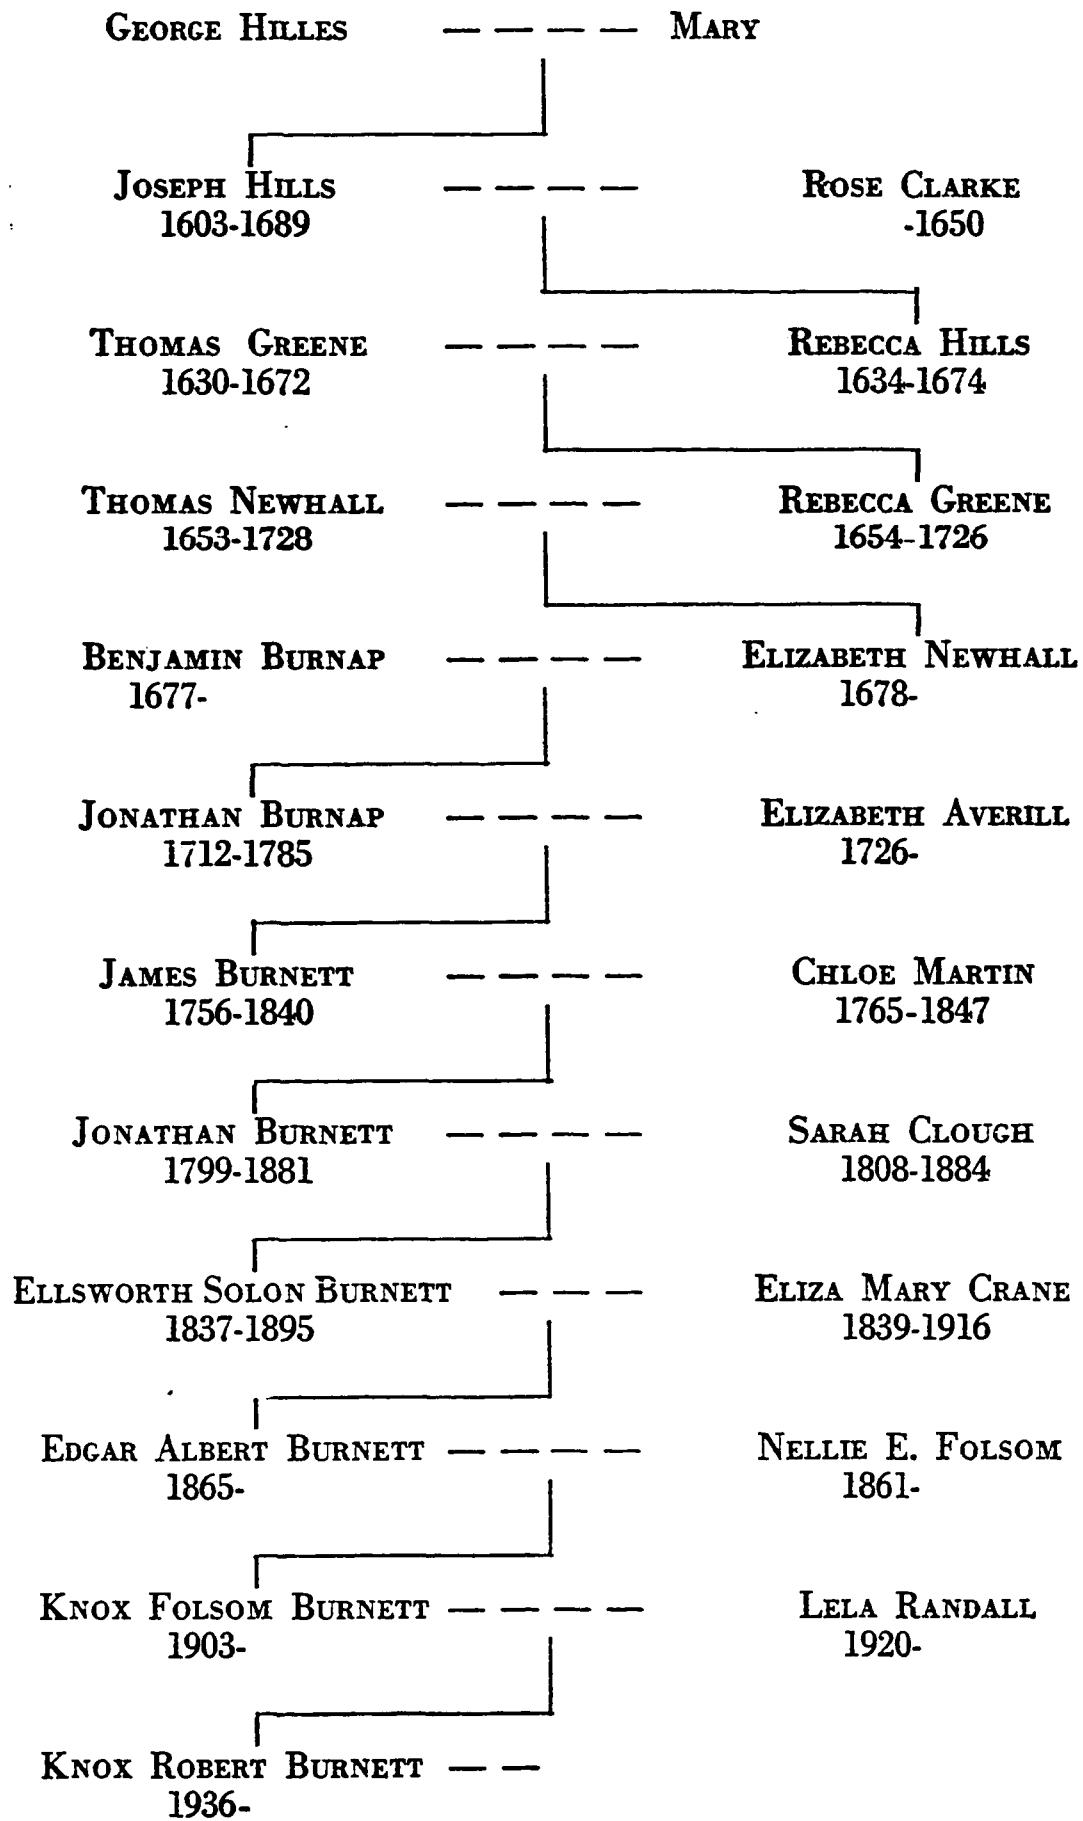 GEORGE HILLES — — — — MARY
JOSEPH HILLS — — — — ROSE CLARKE
1603-1689 -1650
THOMAS GREENE — — — — REBECCA HILLS
1630-1672 1634-1674
THOMAS NEWHALL — — — — REBECCA GREENE
1653-1728 1654-1726
BENJAMIN BURNAP — — — — ELIZABETH NEWHALL
1677- 1678-
JONATHAN BURNAP — — — — ELIZABETH AVERILL
1712-1785 1726-
JAMES BURNETT — — — — CHLOE MARTIN
1756-1840 1765-1847
JONATHAN BURNETT — — — — SARAH CLOUGH
1799-1881 1808-1884
ELLSWORTH SOLON BURNETT — — — ELIZA MARY CRANE
1837-1895 1839-1916
EDGAR ALBERT BURNETT — — — — NELLIE E. FOLSOM
1865- 1861-
KNOX FOLSOM BURNETT — — — — LELA RANDALL
1903- 1920-
KNOX ROBERT BURNETT — —
1936-